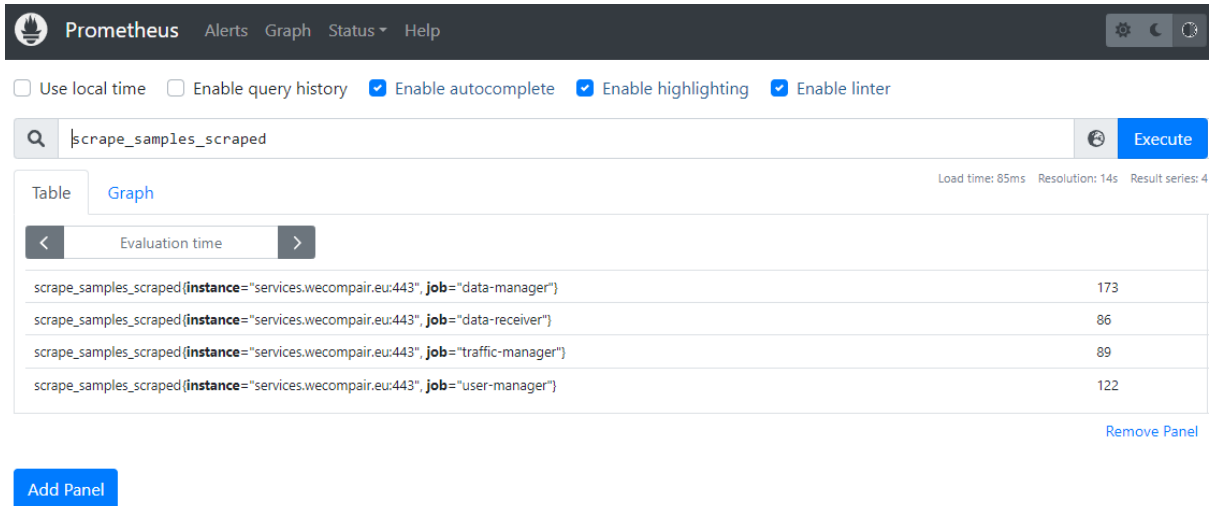 Prometheus Alerts Graph Status Help
Use local time Enable query history Enable autocomplete Enable highlighting Enable linter
scrape_samples_scraped Execute
Load time: 85ms Resolution: 14s Result series: 4
Table Graph
Evaluation time
scrape_samples_scraped{instance="services.wecompair.eu:443", job="data-manager"} 173
scrape_samples_scraped{instance="services.wecompair.eu:443", job="data-receiver"} 86
scrape_samples_scraped{instance="services.wecompair.eu:443", job="traffic-manager"} 89
scrape_samples_scraped{instance="services.wecompair.eu:443", job="user-manager"} 122
Remove Panel
Add Panel